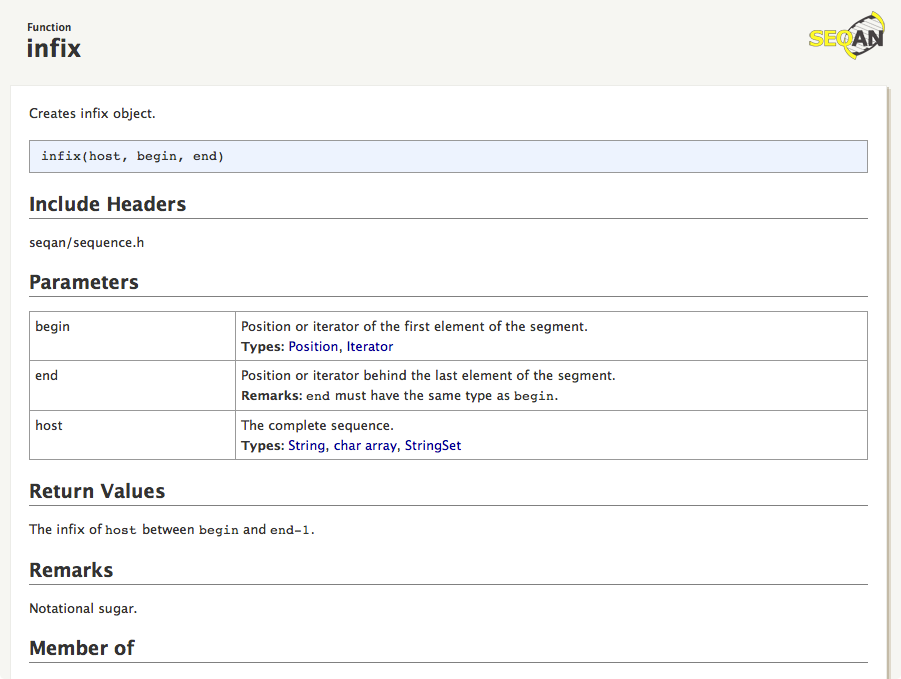 Function
infix
SEQAN
Creates infix object.
infix(host, begin, end)
Include Headers
seqan/sequence.h
Parameters
begin
Position or iterator of the first element of the segment.
Types: Position, Iterator
end
Position or iterator behind the last element of the segment.
Remarks: end must have the same type as begin.
host
The complete sequence.
Types: String, char array, StringSet
Return Values
The infix of host between begin and end-1.
Remarks
Notational sugar.
Member of